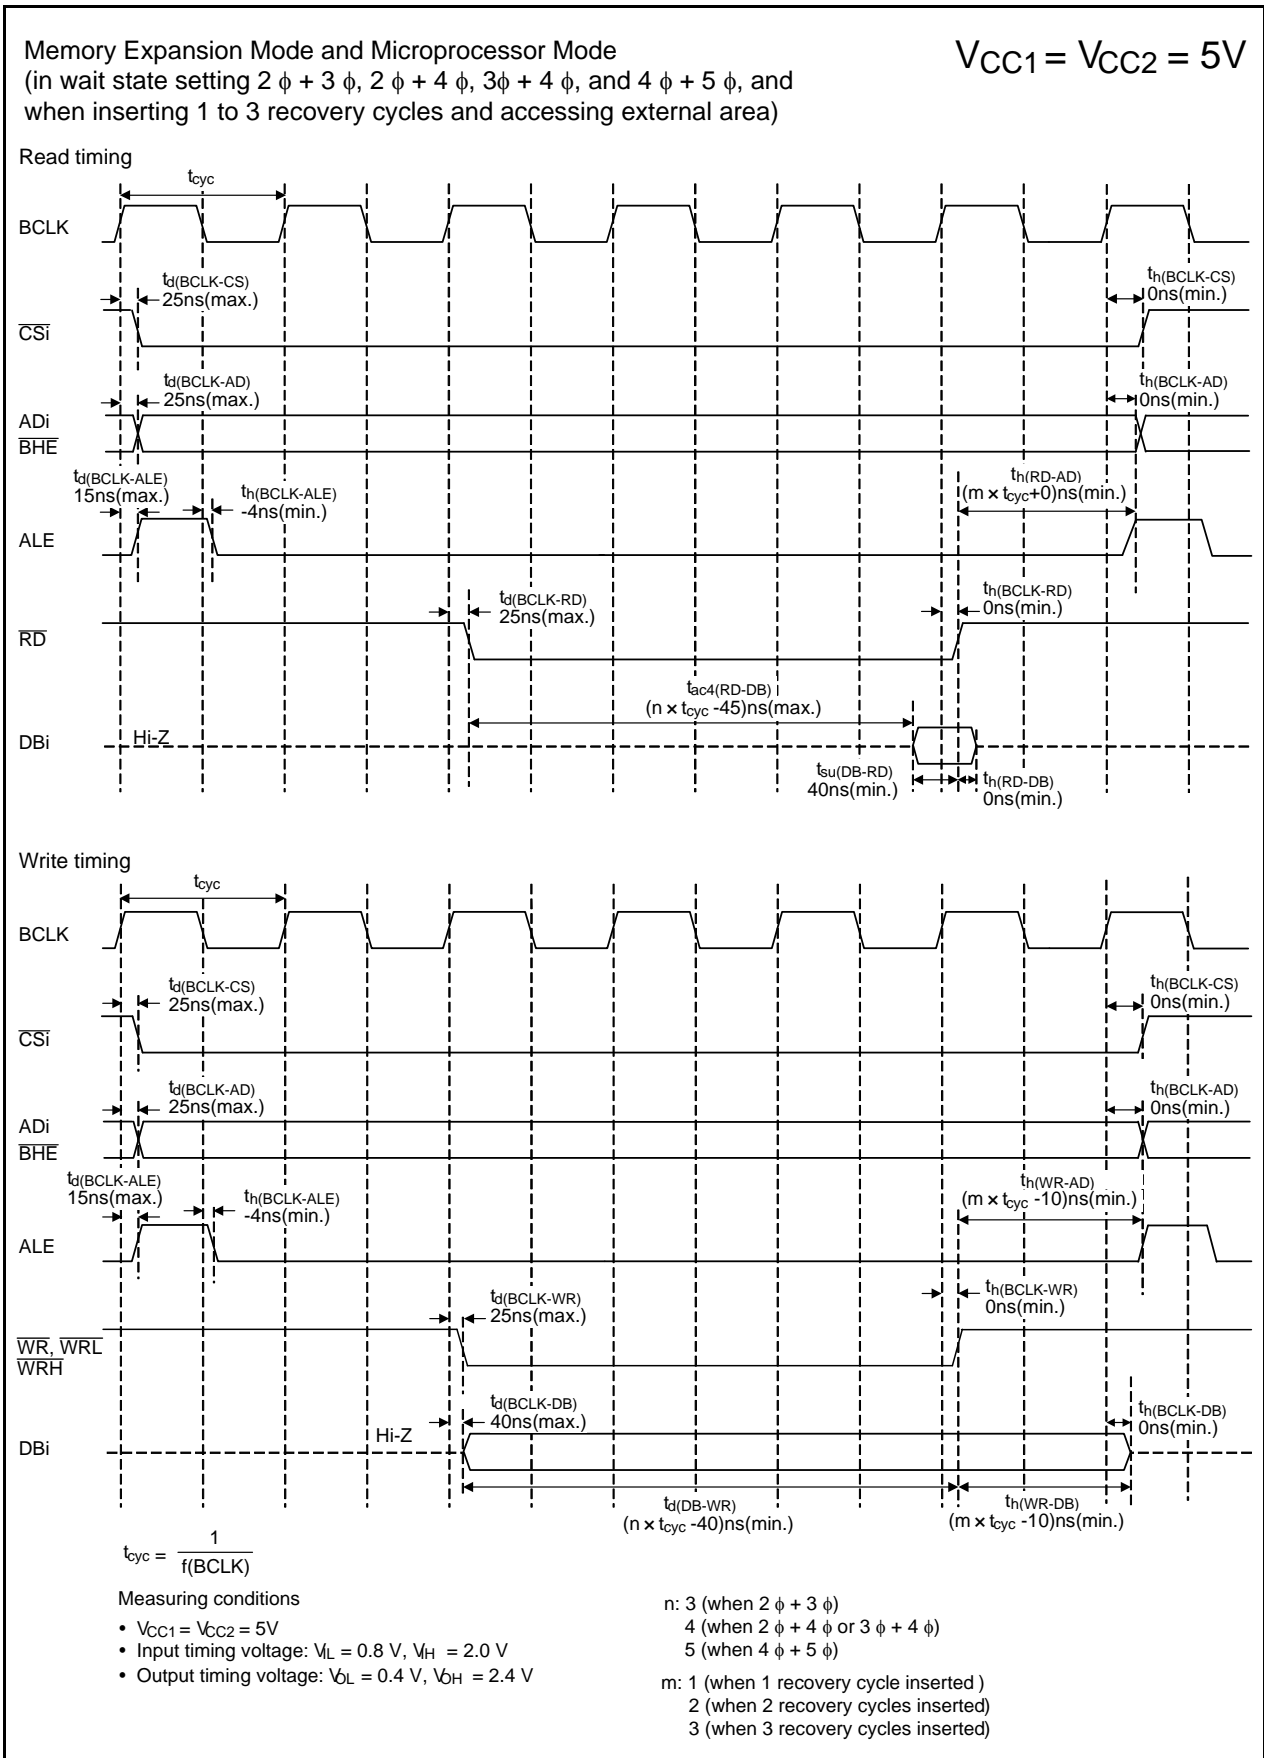 Memory Expansion Mode and Microprocessor Mode
(in wait state setting 2 ϕ + 3 ϕ, 2 ϕ + 4 ϕ, 3ϕ + 4 ϕ, and 4 ϕ + 5 ϕ, and
when inserting 1 to 3 recovery cycles and accessing external area)
VCC1 = VCC2 = 5V
Read timing
tcyc
BCLK
td(BCLK-CS)
25ns(max.)
th(BCLK-CS)
0ns(min.)
CSi
td(BCLK-AD)
25ns(max.)
th(BCLK-AD)
0ns(min.)
ADi
BHE
td(BCLK-ALE)
15ns(max.)
th(BCLK-ALE)
-4ns(min.)
th(RD-AD)
(m × tcyc+0)ns(min.)
ALE
td(BCLK-RD)
25ns(max.)
th(BCLK-RD)
0ns(min.)
RD
tac4(RD-DB)
(n × tcyc -45)ns(max.)
DBi
Hi-Z
tsu(DB-RD)
40ns(min.)
th(RD-DB)
0ns(min.)
Write timing
tcyc
BCLK
td(BCLK-CS)
25ns(max.)
th(BCLK-CS)
0ns(min.)
CSi
td(BCLK-AD)
25ns(max.)
th(BCLK-AD)
0ns(min.)
ADi
BHE
td(BCLK-ALE)
15ns(max.)
th(BCLK-ALE)
-4ns(min.)
th(WR-AD)
(m × tcyc -10)ns(min.)
ALE
td(BCLK-WR)
25ns(max.)
th(BCLK-WR)
0ns(min.)
WR, WRL
WRH
td(BCLK-DB)
40ns(max.)
th(BCLK-DB)
0ns(min.)
Hi-Z
DBi
td(DB-WR)
(n × tcyc -40)ns(min.)
th(WR-DB)
(m × tcyc -10)ns(min.)
tcyc = 1
f(BCLK)
Measuring conditions
• VCC1 = VCC2 = 5V
• Input timing voltage: VIL = 0.8 V, VIH = 2.0 V
• Output timing voltage: VOL = 0.4 V, VOH = 2.4 V
n: 3 (when 2 ϕ + 3 ϕ)
4 (when 2 ϕ + 4 ϕ or 3 ϕ + 4 ϕ)
5 (when 4 ϕ + 5 ϕ)
m: 1 (when 1 recovery cycle inserted )
2 (when 2 recovery cycles inserted)
3 (when 3 recovery cycles inserted)